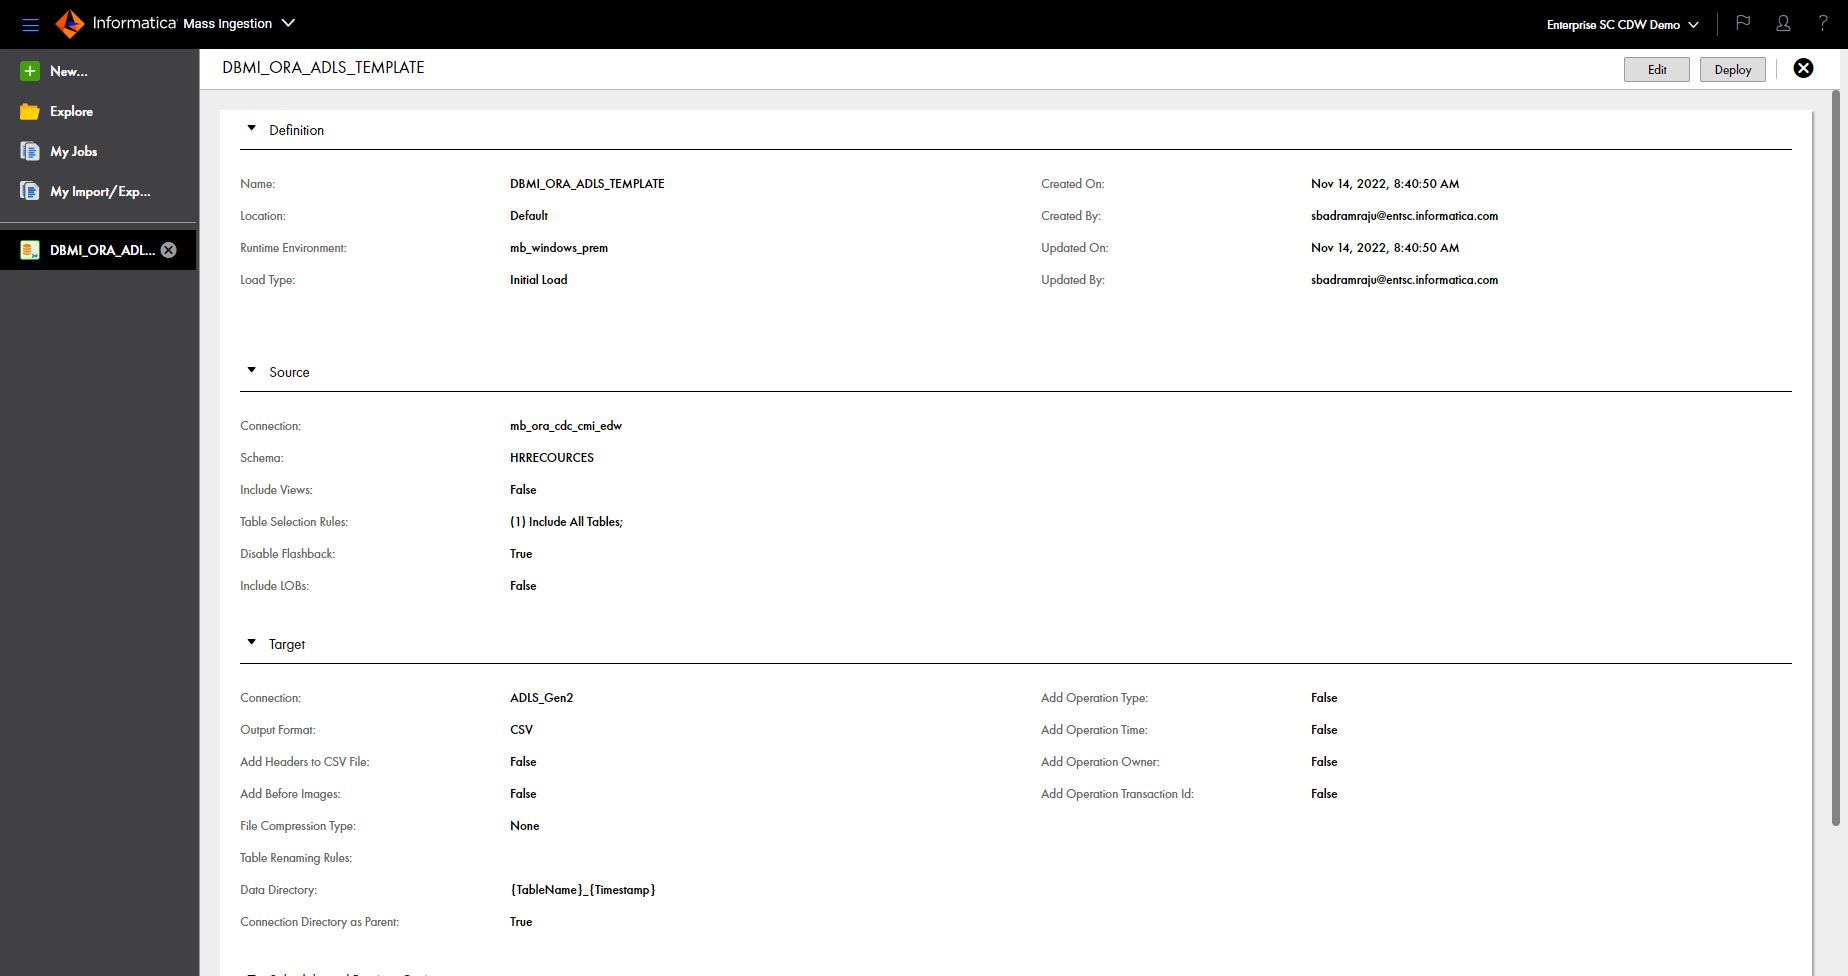 Informatica Mass Ingestion
Enterprise SC CDW Demo
?
New...
Explore
My Jobs
My Import/Exp...
DBMI_ORA_ADL...
DBMI_ORA_ADLS_TEMPLATE
Edit
Deploy
Definition
Name: DBMI_ORA_ADLS_TEMPLATE Created On: Nov 14, 2022, 8:40:50 AM
Location: Default Created By: sbadramraju@entsc.informatica.com
Runtime Environment: mb_windows_prem Updated On: Nov 14, 2022, 8:40:50 AM
Load Type: Initial Load Updated By: sbadramraju@entsc.informatica.com
Source
Connection: mb_ora_cdc_cmi_edw
Schema: HRRECOURCES
Include Views: False
Table Selection Rules: (1) Include All Tables;
Disable Flashback: True
Include LOBs: False
Target
Connection: ADLS_Gen2 Add Operation Type: False
Output Format: CSV Add Operation Time: False
Add Headers to CSV File: False Add Operation Owner: False
Add Before Images: False Add Operation Transaction Id: False
File Compression Type: None
Table Renaming Rules:
Data Directory: {TableName}_{Timestamp}
Connection Directory as Parent: True